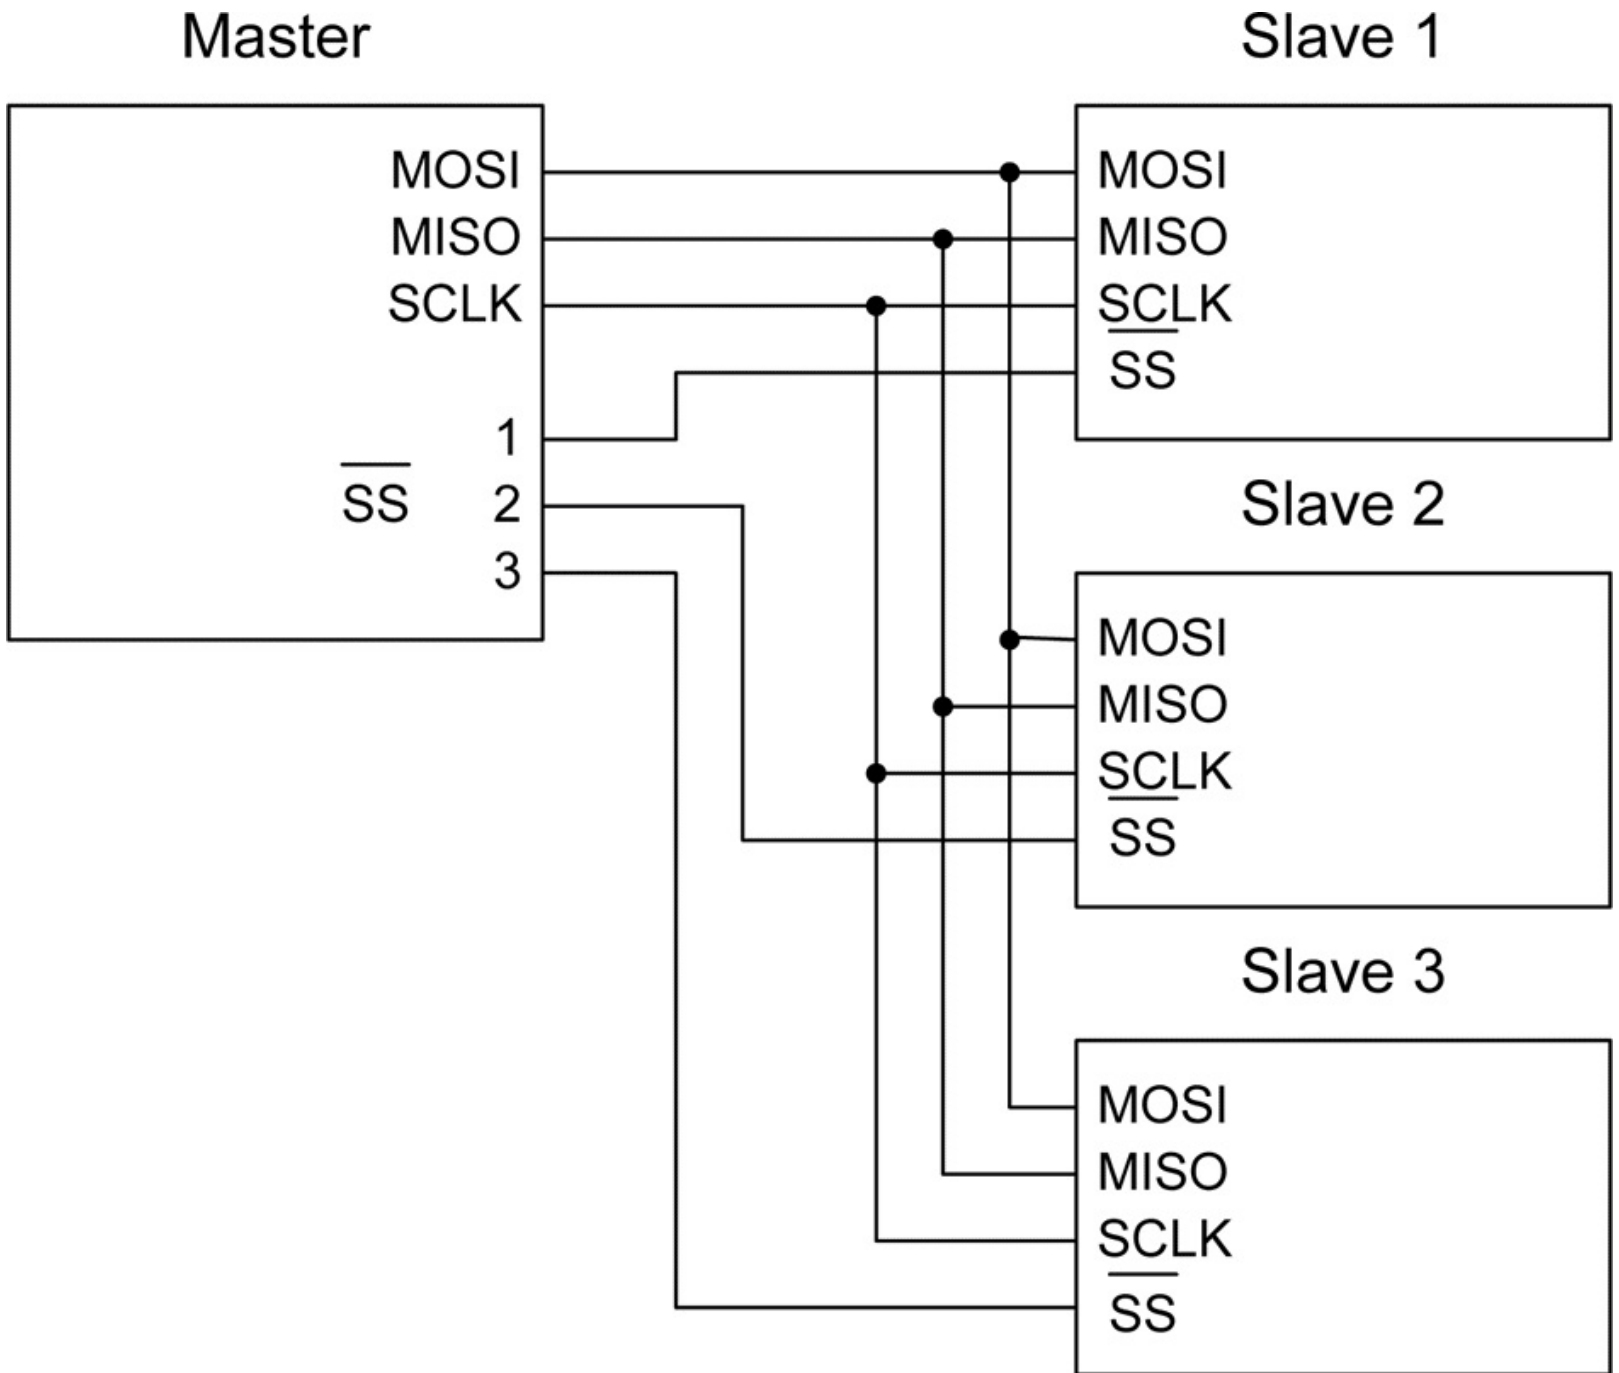 Master
MOSI
MISO
SCLK
1
SS 2
3
Slave 1
MOSI
MISO
SCLK
SS
Slave 2
MOSI
MISO
SCLK
SS
Slave 3
MOSI
MISO
SCLK
SS